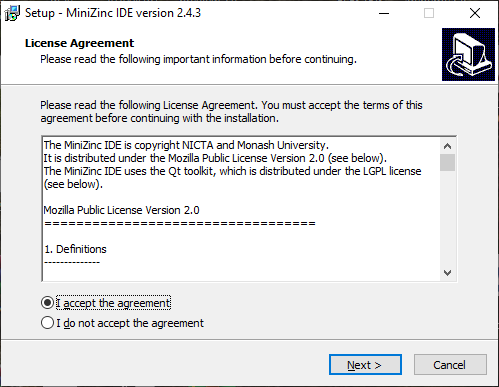 Setup - MiniZinc IDE version 2.4.3
License Agreement
Please read the following important information before continuing.
Please read the following License Agreement. You must accept the terms of this
agreement before continuing with the installation.
The MiniZinc IDE is copyright NICTA and Monash University.
It is distributed under the Mozilla Public License Version 2.0 (see below).
The MiniZinc IDE uses the Qt toolkit, which is distributed under the LGPL license
(see below).
Mozilla Public License Version 2.0
==================================
1. Definitions
--------------
I accept the agreement
I do not accept the agreement
Next >
Cancel